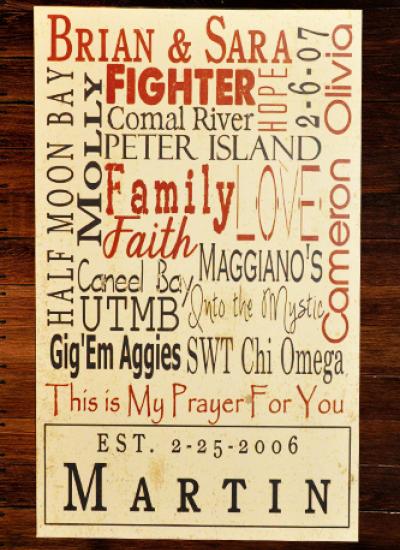 BRIAN & SARA
FIGHTER
HOPE
2-6-07
Cameron Olivia
HALF MOON BAY
MOLLY
Comal River
PETER ISLAND
Family
LOVE
Faith
MAGGIANO'S
Caneel Bay
UTMB
Into the Mystic
Gig'Em Aggies
SWT Chi Omega
This is My Prayer For You
EST. 2-25-2006
MARTIN